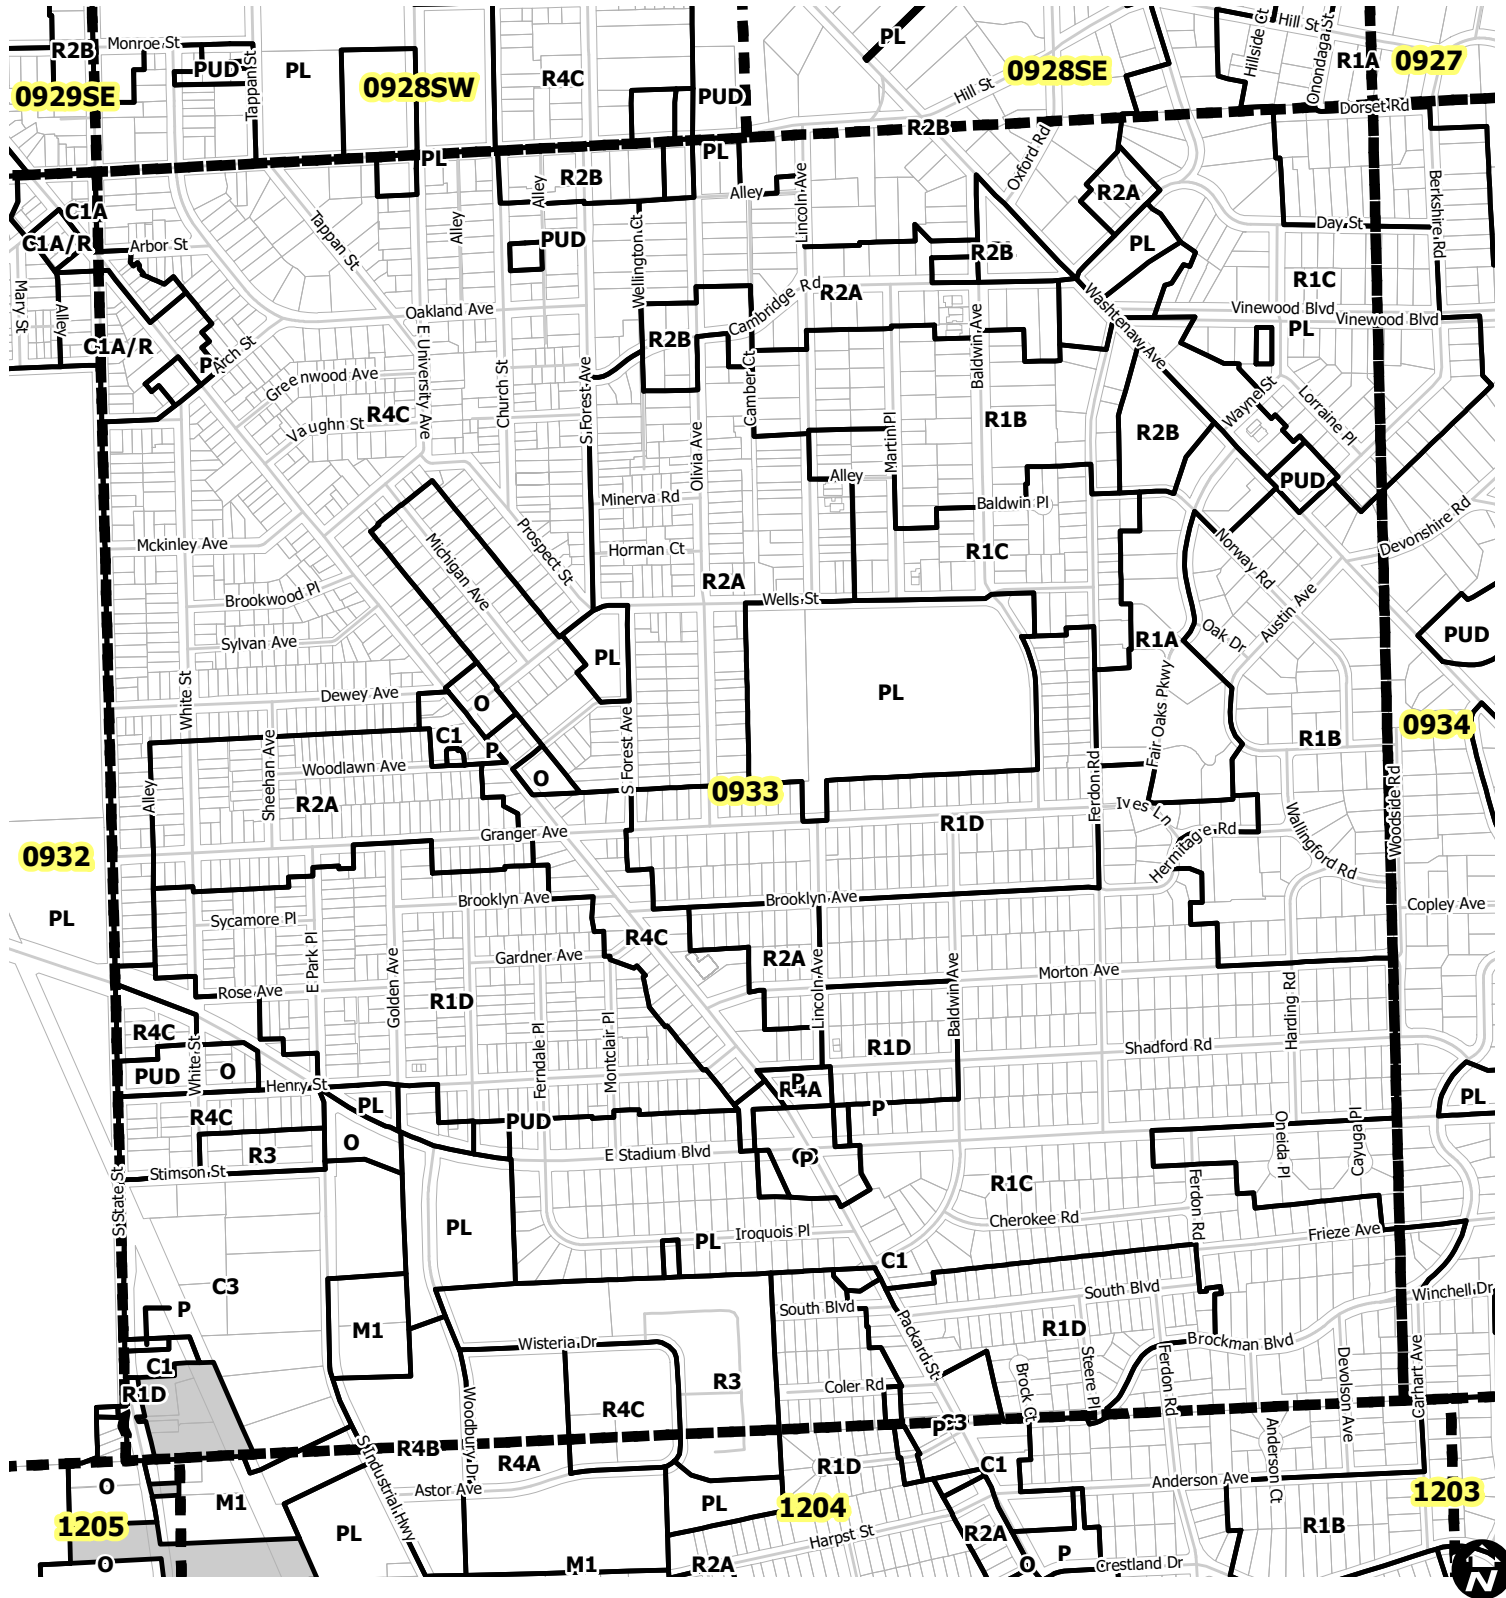 Monroe St
R2B
PUD
PL
Tappan St
0929SE
0928SW
R4C
PUD
PL
0928SE
Hill St
Hill St
Hillside Ct
Onondaga St
R1A
0927
Dorset Rd
R2B
PL
PL
R2B
Alley
Alley
Alley
Lincoln Ave
Oxford Rd
R2A
Berkshire Rd
C1A
C1A/R
Arbor St
Tappan St
PUD
Wellington Ct
R2B
PL
Day St
R1C
Mary St
Alley
Oakland Ave
Cambridge Rd
R2A
Washtenaw Ave
Vinewood Blvd
Vinewood Blvd
PL
C1A/R
P
Arch St
E University Ave
R2B
Camber Ct
Baldwin Ave
Greenwood Ave
Church St
S Forest Ave
Wayne St
Lorraine Pl
Vaughn St
R4C
R1B
R2B
Olivia Ave
Martin Pl
Alley
PUD
Minerva Rd
Baldwin Pl
Mckinley Ave
Prospect St
Michigan Ave
Horman Ct
R1C
Norway Rd
Devonshire Rd
Brookwood Pl
R2A
Wells St
Austin Ave
Sylvan Ave
PL
R1A
Oak Dr
PUD
White St
Dewey Ave
O
PL
Fair Oaks Pkwy
C1
P
S Forest Ave
R1B
0934
Sheehan Ave
Woodlawn Ave
O
Alley
R2A
0933
Ferdon Rd
Woodside Rd
Ives Ln
Granger Ave
R1D
Hermitage Rd
Wallingford Rd
0932
Brooklyn Ave
Brooklyn Ave
Copley Ave
PL
Sycamore Pl
R4C
E Park Pl
Golden Ave
Gardner Ave
R2A
Lincoln Ave
Baldwin Ave
Morton Ave
Rose Ave
R1D
Harding Rd
R4C
White St
Ferndale Pl
Montclair Pl
R1D
Shadford Rd
PUD
O
Henry St
P
R4A
P
PL
R4C
PL
PUD
R3
O
E Stadium Blvd
P
Oneida Pl
Cayuga Pl
Stimson St
S State St
R1C
Ferdon Rd
Cherokee Rd
PL
PL
Iroquois Pl
Frieze Ave
C1
C3
P
South Blvd
South Blvd
Winchell Dr
M1
Packard St
R1D
Wisteria Dr
Brockman Blvd
C1
R1D
R3
Coler Rd
Brock Ct
Steere Pl
Ferdon Rd
Devolson Ave
Carhart Ave
R4C
Woodbury Dr
R4B
S Industrial Hwy
P
C3
Anderson Ct
R4A
R1D
C1
O
Astor Ave
Anderson Ave
M1
PL
1204
1203
1205
PL
Harpst St
R2A
R1B
O
M1
R2A
O
P
Crestland Dr
N